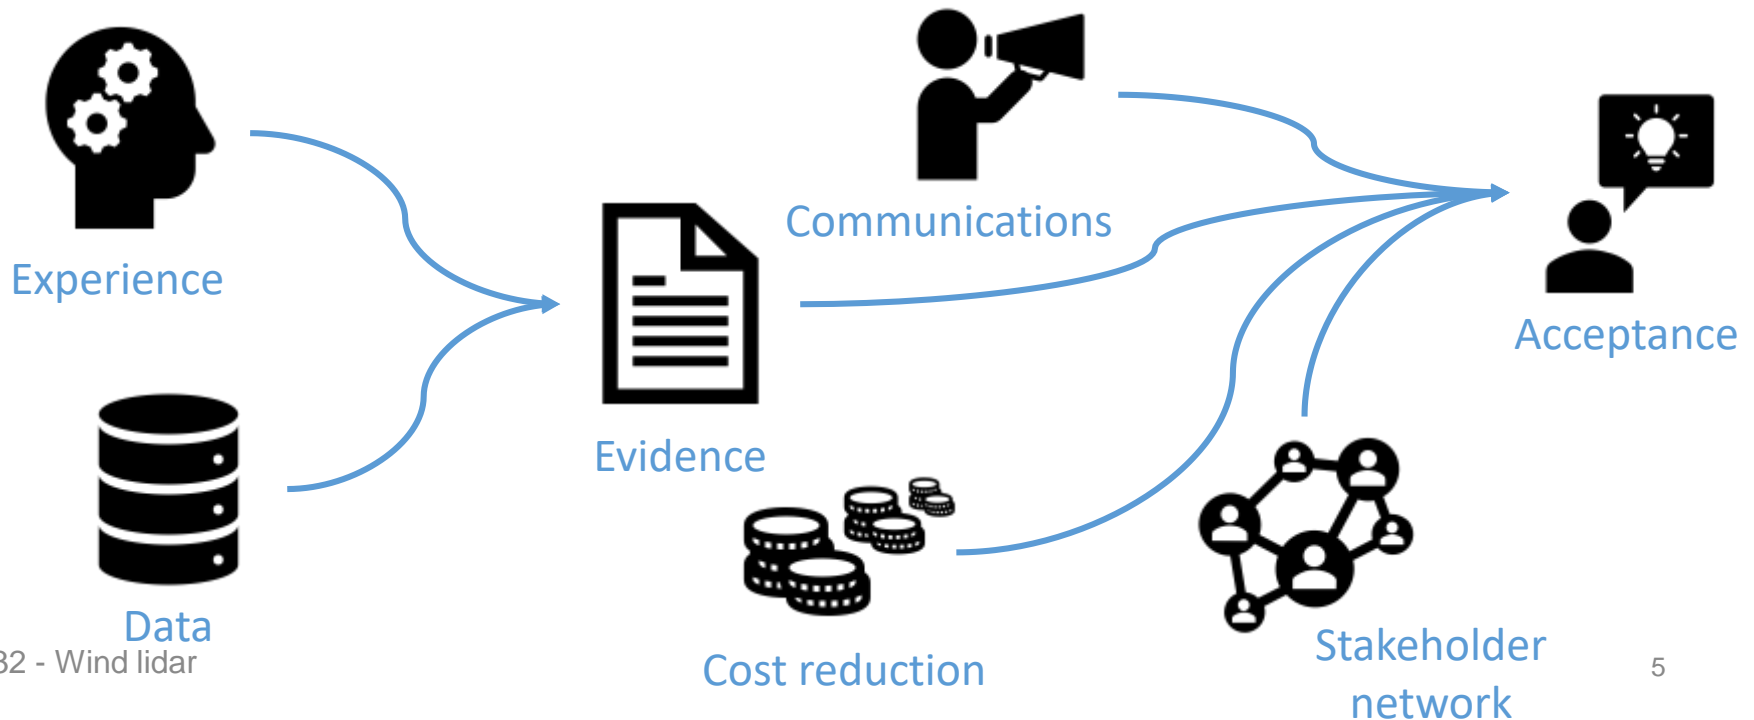 Communications
Experience
Acceptance
Evidence
Data
32 - Wind lidar
Cost reduction
Stakeholder
network
5